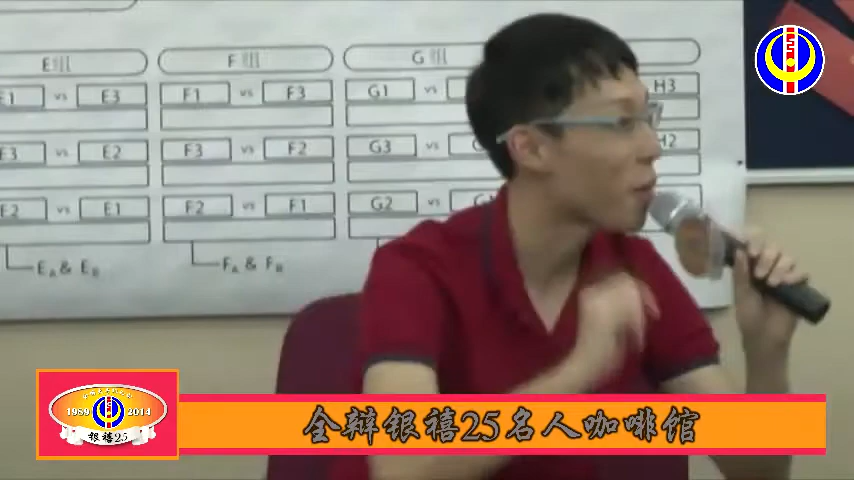 E组
F组
G组
E1 vs E3
F1 vs F3
G1 vs
H3
E3 vs E2
F3 vs F2
G3 vs
H2
E2 vs E1
F2 vs F1
G2 vs
EA & EB
FA & FB
1989 2014
银禧25
全辩银禧25名人咖啡馆